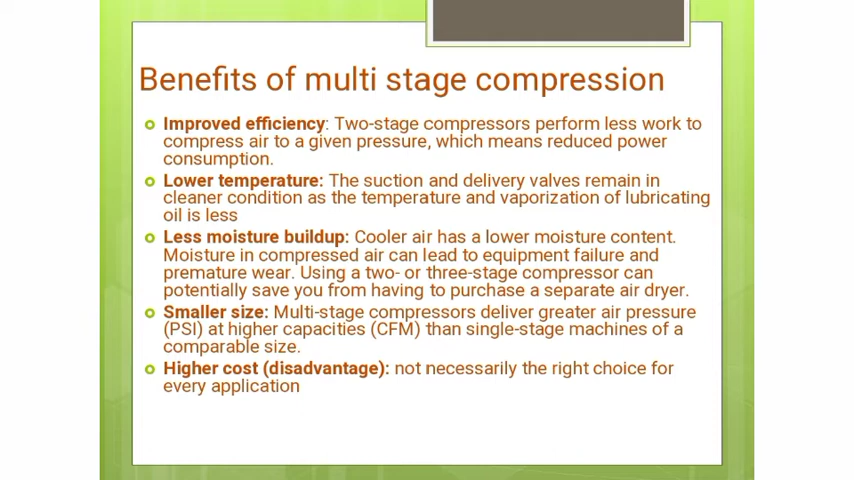 Benefits of multi stage compression
Improved efficiency: Two-stage compressors perform less work to
compress air to a given pressure, which means reduced power
consumption.
Lower temperature: The suction and delivery valves remain in
cleaner condition as the temperature and vaporization of lubricating
oil is less
Less moisture buildup: Cooler air has a lower moisture content.
Moisture in compressed air can lead to equipment failure and
premature wear. Using a two- or three-stage compressor can
potentially save you from having to purchase a separate air dryer.
Smaller size: Multi-stage compressors deliver greater air pressure
(PSI) at higher capacities (CFM) than single-stage machines of a
comparable size.
Higher cost (disadvantage): not necessarily the right choice for
every application